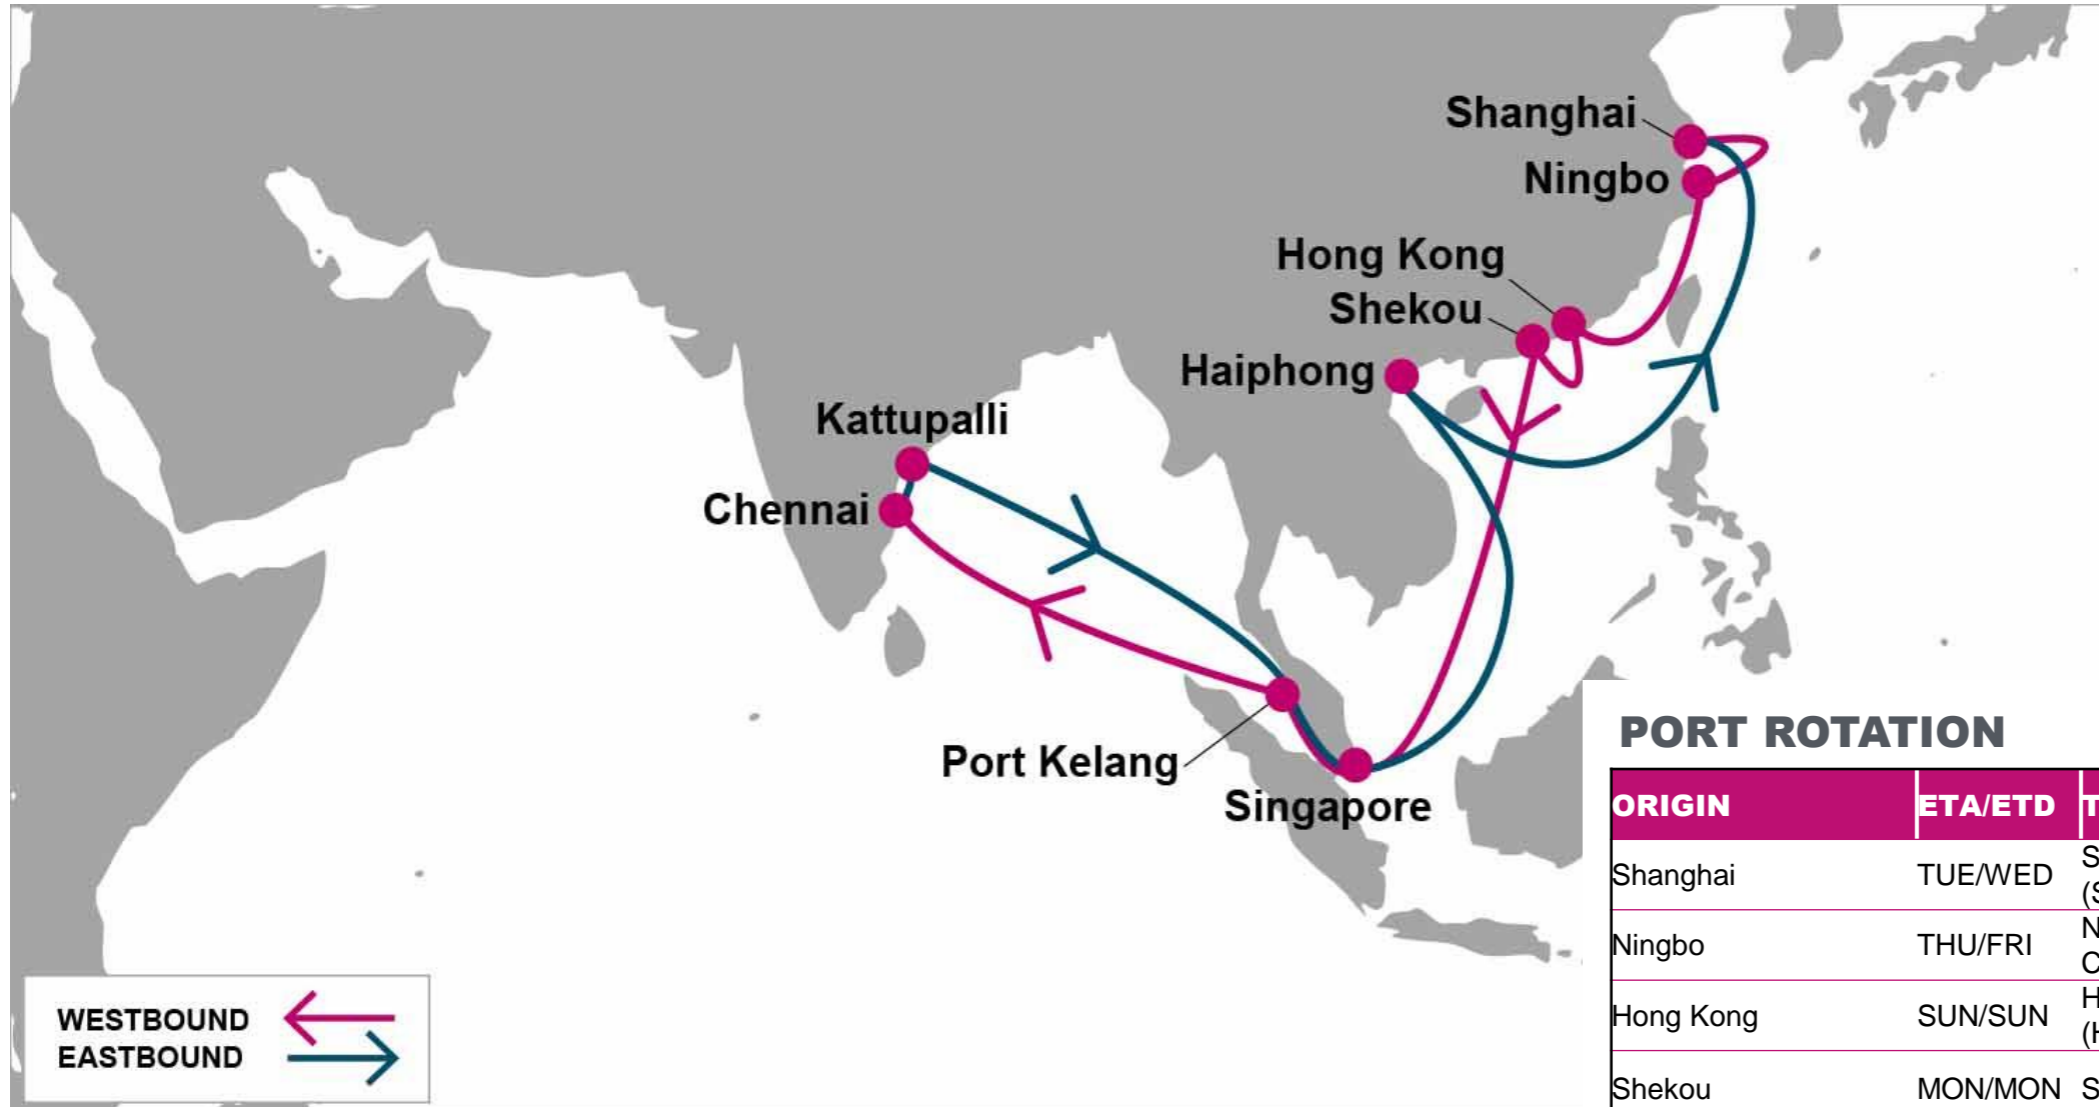 Shanghai
Ningbo
Hong Kong
Shekou
Haiphong
Kattupalli
Chennai
Port Kelang
Singapore
WESTBOUND
EASTBOUND
PORT ROTATION
ORIGIN ETA/ETD
Shanghai TUE/WED
Ningbo THU/FRI
Hong Kong SUN/SUN
Shekou MON/MON